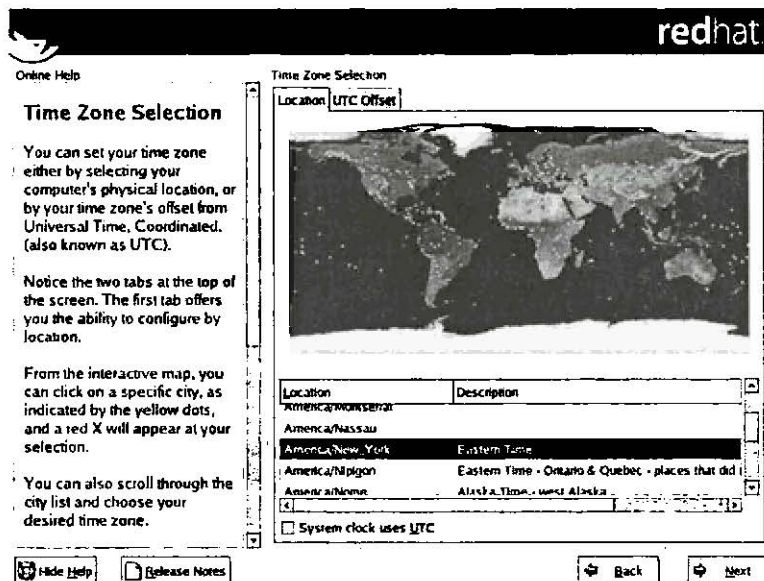 redhat.
Online Help
Time Zone Selection
You can set your time zone
either by selecting your
computer's physical location, or
by your time zone's offset from
Universal Time, Coordinated.
(also known as UTC).
Notice the two tabs at the top of
the screen. The first tab offers
you the ability to configure by
location.
From the interactive map, you
can click on a specific city, as
indicated by the yellow dots,
and a red X will appear at your
selection.
You can also scroll through the
city list and choose your
desired time zone.
Time Zone Selection
Location UTC Offset
Location Description
America/Montserrat
America/Nassau
America/New_York Eastern Time
America/Nipigon Eastern Time - Ontario & Quebec - places that did
America/Nome Alaska Time - west Alaska
System clock uses UTC
Hide Help Release Notes Back Next